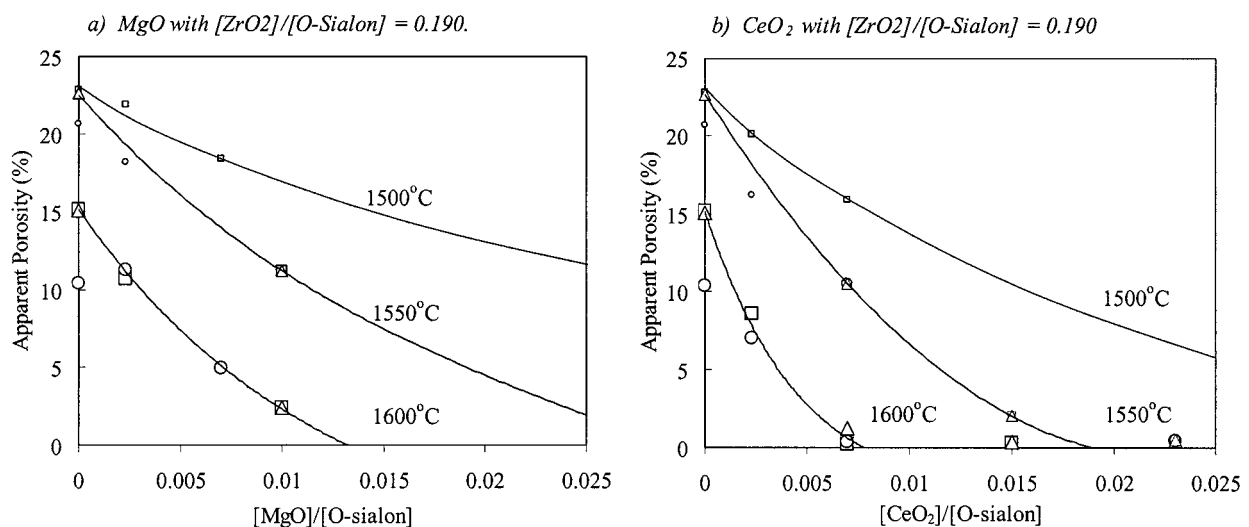 a) MgO with [ZrO2]/[O-Sialon] = 0.190.
25
20
15
10
5
0
Apparent Porosity (%)
1500°C
1550°C
1600°C
0 0.005 0.01 0.015 0.02 0.025
[MgO]/[O-sialon]
b) CeO₂ with [ZrO2]/[O-Sialon] = 0.190
25
20
15
10
5
0
Apparent Porosity (%)
1500°C
1600°C 1550°C
0 0.005 0.01 0.015 0.02 0.025
[CeO₂]/[O-sialon]